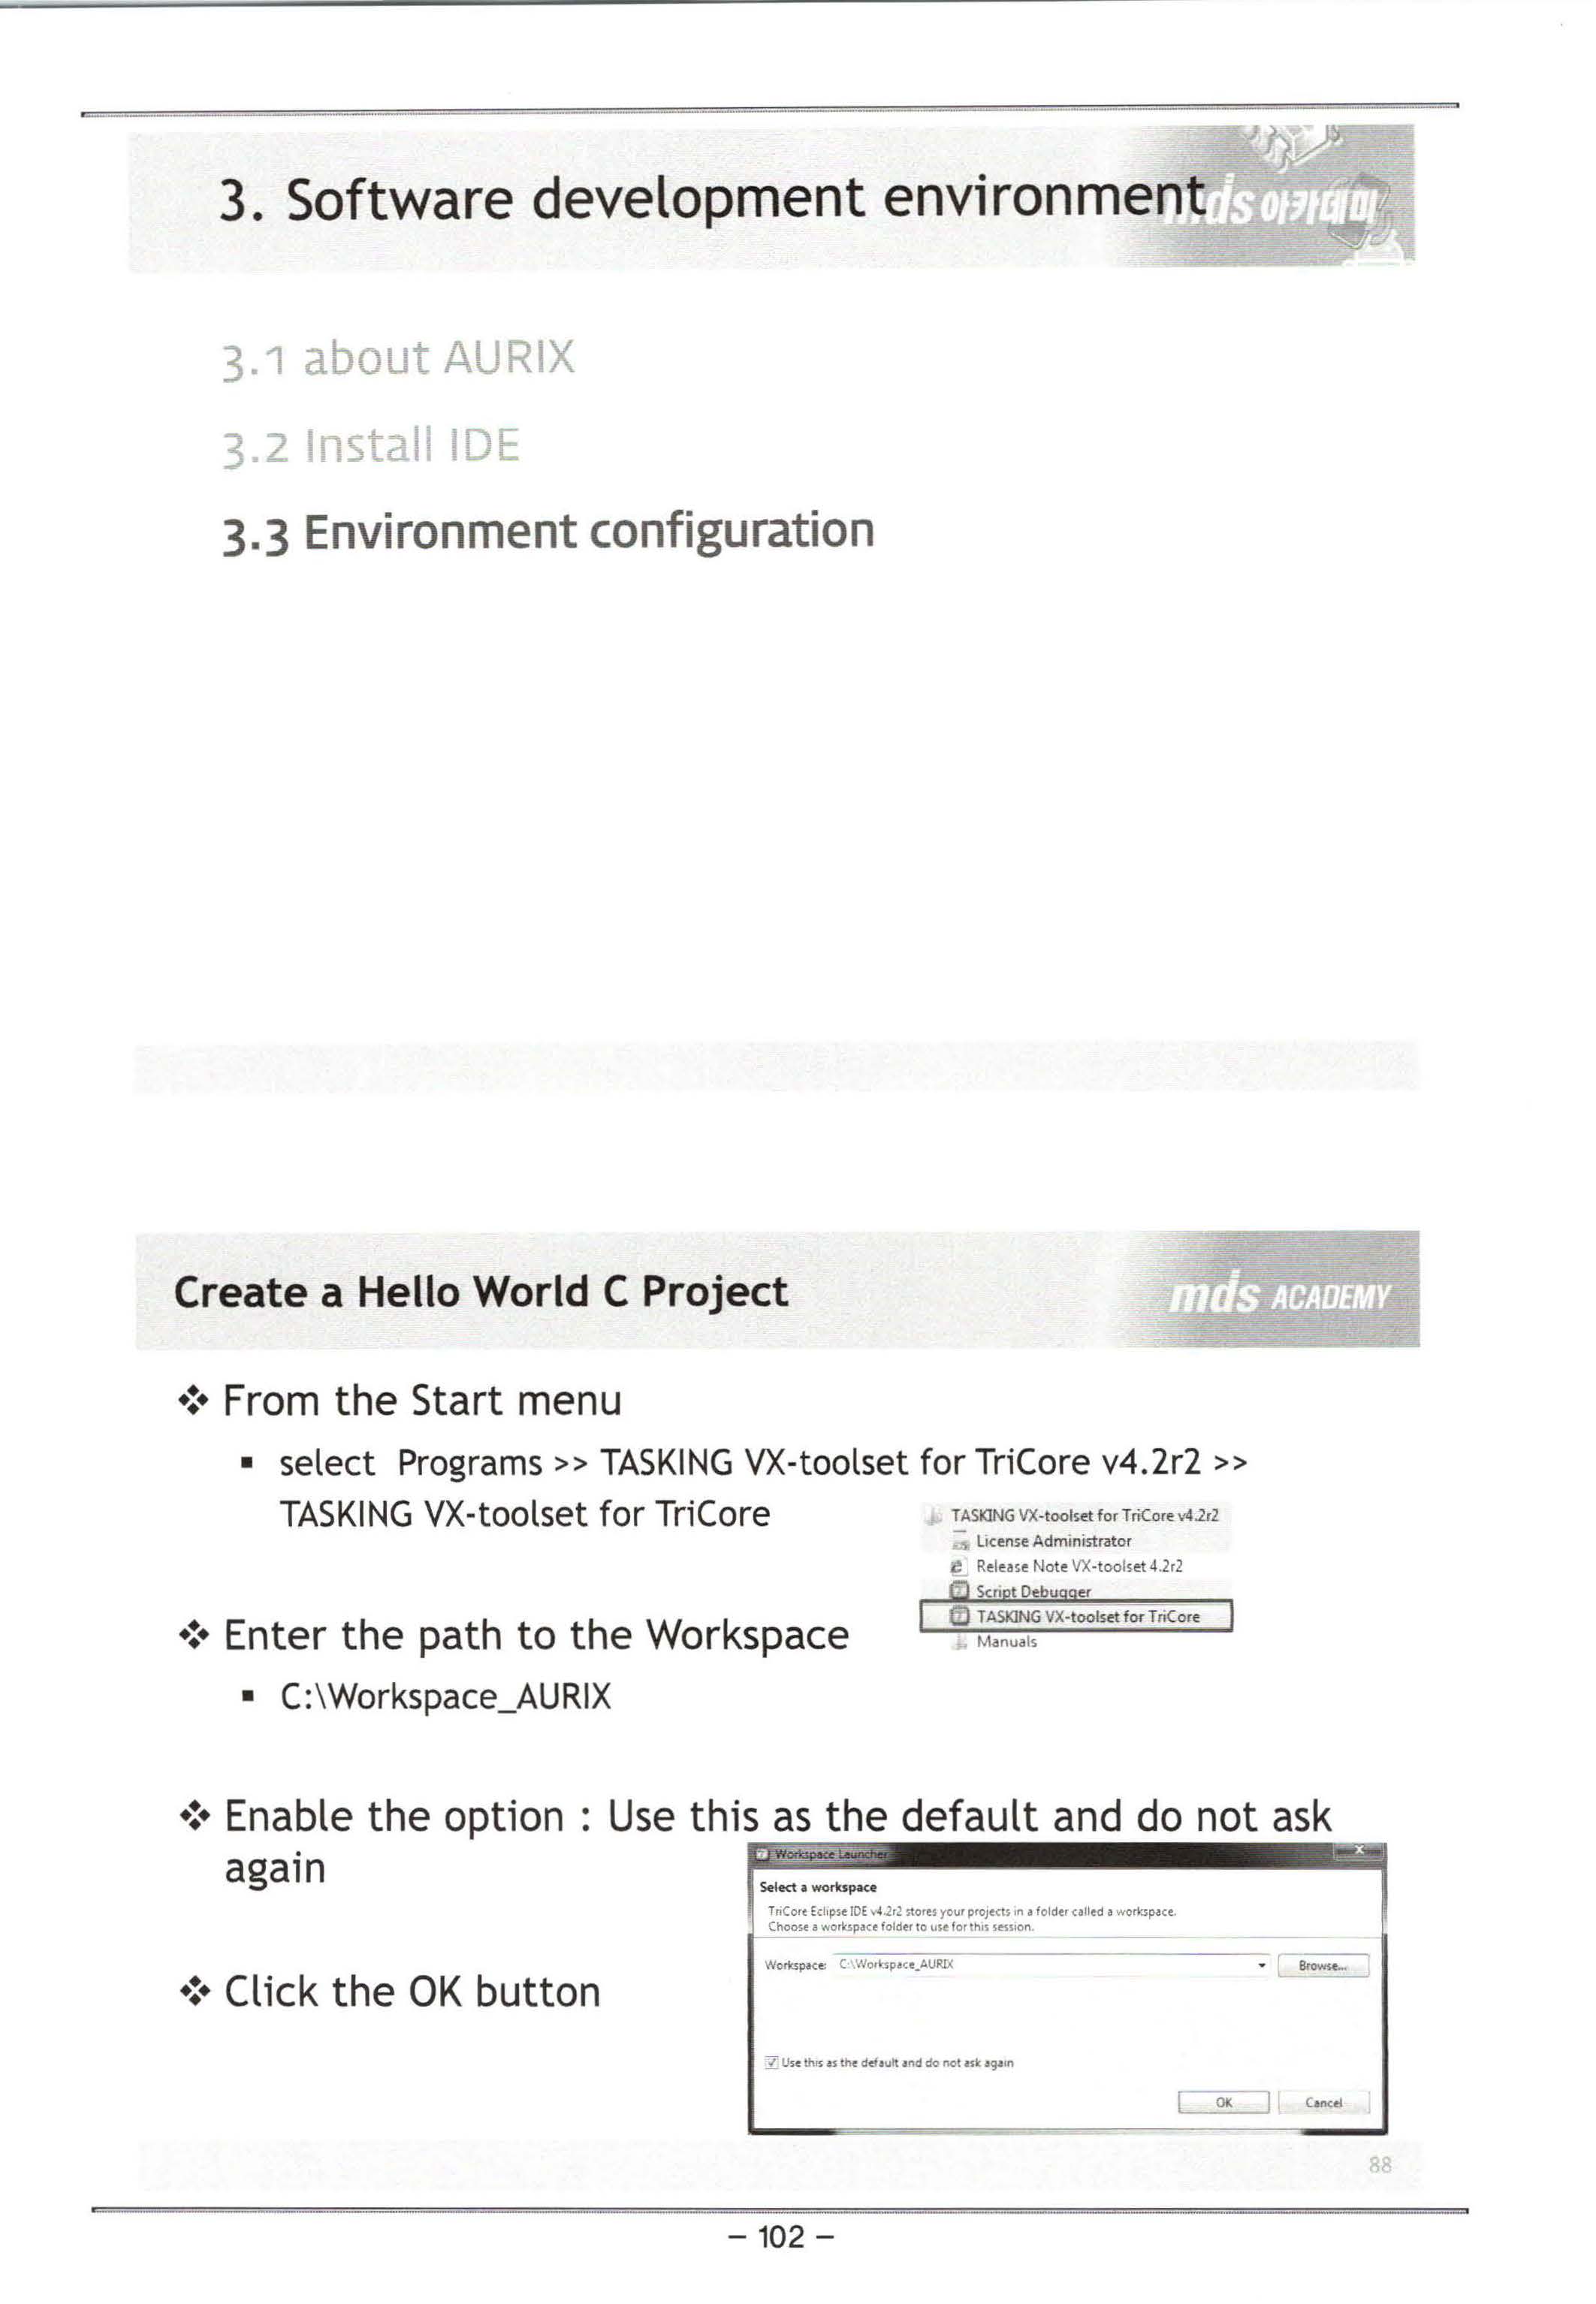 3. Software development environment
mds 아카데미
3.1 about AURIX
3.2 Install IDE
3.3 Environment configuration
Create a Hello World C Project
mds ACADEMY
❖ From the Start menu
▪ select Programs >> TASKING VX-toolset for TriCore v4.2r2 >>
TASKING VX-toolset for TriCore
TASKING VX-toolset for TriCore v4.2r2
License Administrator
Release Note VX-toolset 4.2r2
Script Debugger
TASKING VX-toolset for TriCore
Manuals
❖ Enter the path to the Workspace
▪ C:\Workspace_AURIX
❖ Enable the option : Use this as the default and do not ask
again
Workspace Launcher
Select a workspace
TriCore Eclipse IDE v4.2r2 stores your projects in a folder called a workspace.
Choose a workspace folder to use for this session.
Workspace: C:\Workspace_AURIX
Browse...
Use this as the default and do not ask again
OK Cancel
❖ Click the OK button
88
- 102 -